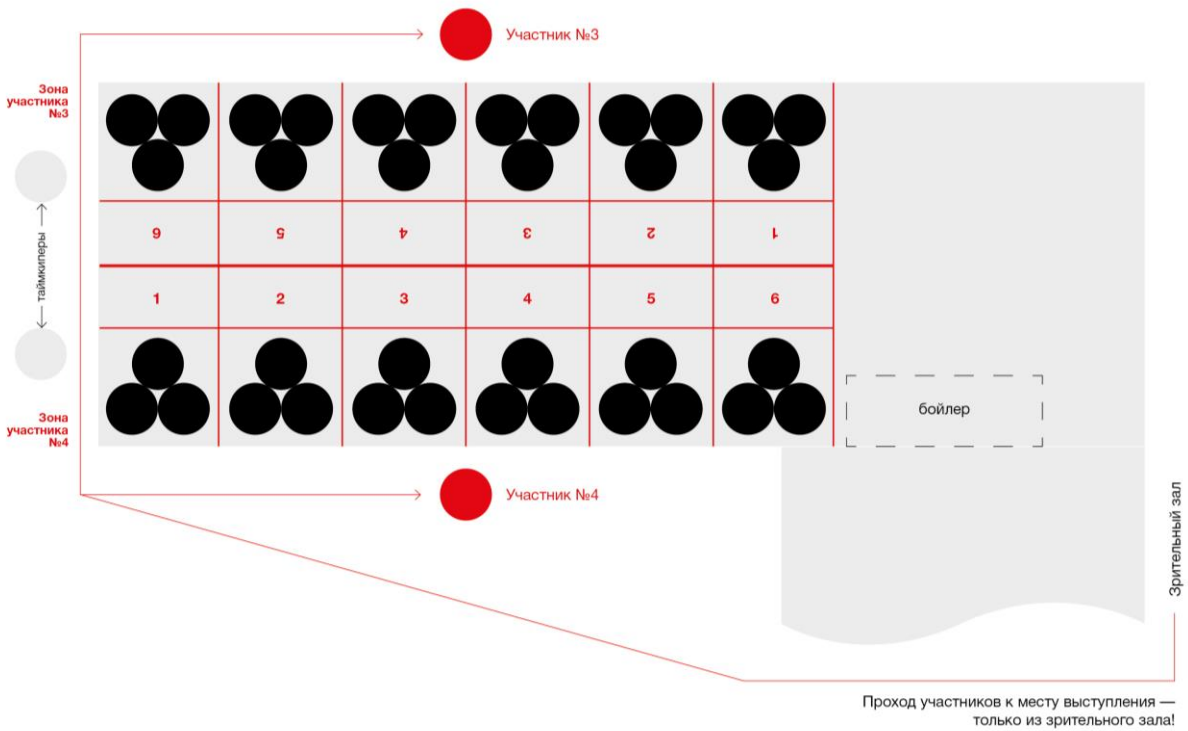 Участник №3
Зона
участника
№3
6 5 4 3 2 1
таймкиперы
1 2 3 4 5 6
бойлер
Зона
участника
№4
Участник №4
Зрительный зал
Проход участников к месту выступления —
только из зрительного зала!